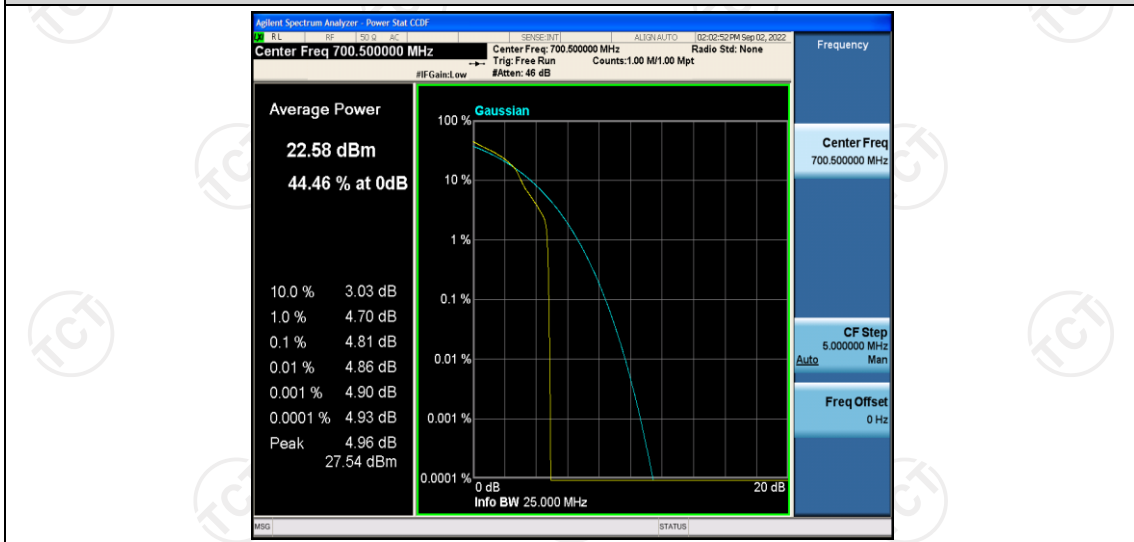 Agilent Spectrum Analyzer - Power Stat CCDF
LXI RL RF 50 Ω AC SENSE:INT ALIGN AUTO 02:02:52 PM Sep 02, 2022
Center Freq 700.500000 MHz
Center Freq: 700.500000 MHz Radio Std: None
Trig: Free Run Counts:1.00 M/1.00 Mpt
#IFGain:Low #Atten: 46 dB
Frequency
Average Power
22.58 dBm
44.46 % at 0dB
10.0 % 3.03 dB
1.0 % 4.70 dB
0.1 % 4.81 dB
0.01 % 4.86 dB
0.001 % 4.90 dB
0.0001 % 4.93 dB
Peak 4.96 dB
27.54 dBm
Gaussian
100 %
10 %
1 %
0.1 %
0.01 %
0.001 %
0.0001 %
0 dB 20 dB
Info BW 25.000 MHz
Center Freq
700.500000 MHz
CF Step
5.000000 MHz
Auto Man
Freq Offset
0 Hz
MSG STATUS
TCT
TCT
TCT
TCT
TCT
TCT